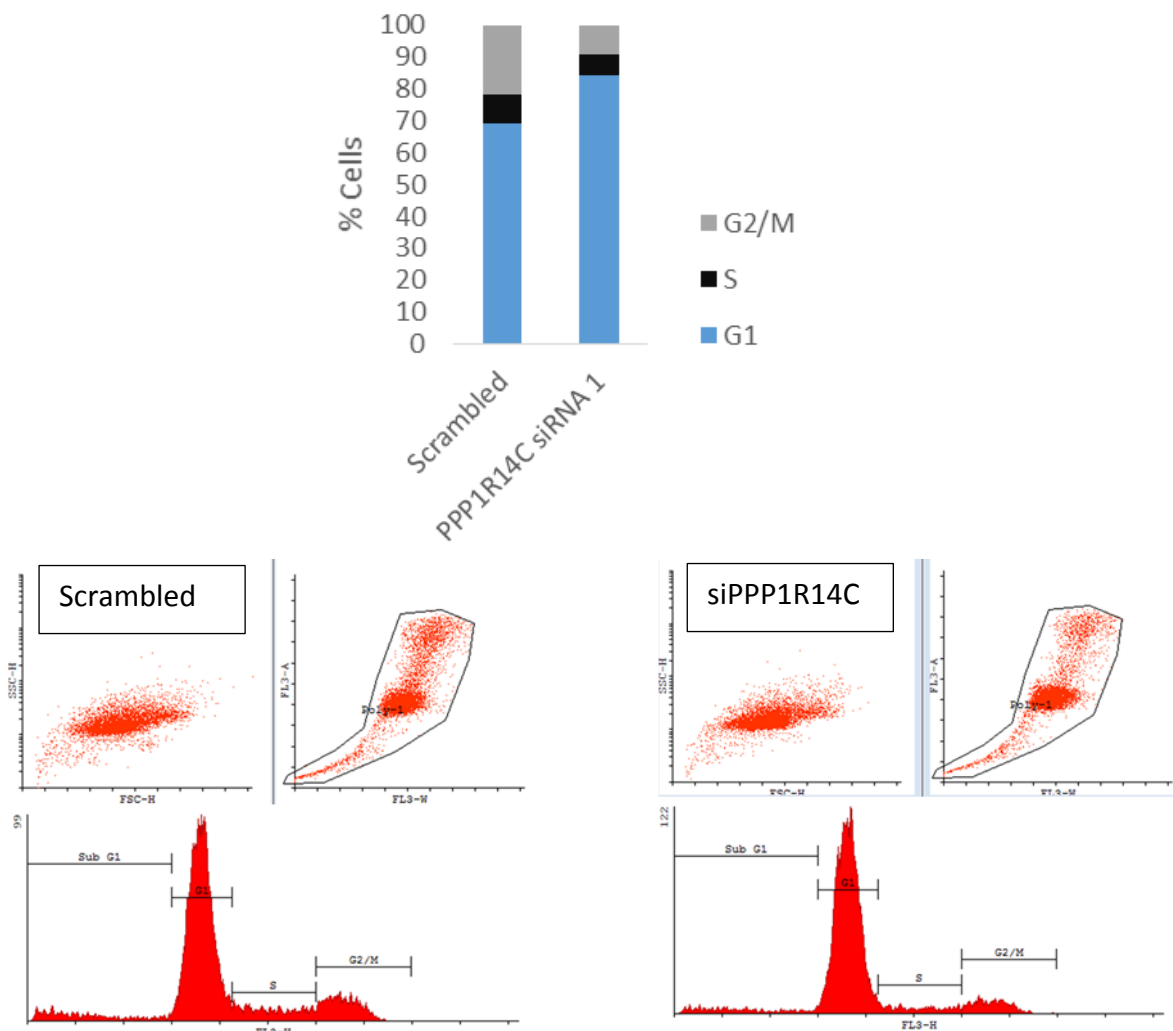 100
90
80
70
60
50
40
30
20
10
0
% Cells
Scrambled
PPP1R14C siRNA 1
G2/M
S
G1
Scrambled
SSC-H
FSC-H
FL3-A
Poly-1
FL3-W
siPPP1R14C
SSC-H
FSC-H
FL3-A
Poly-1
FL3-W
99
Sub G1
G1
S
G2/M
122
Sub G1
G1
S
G2/M
FL3-H